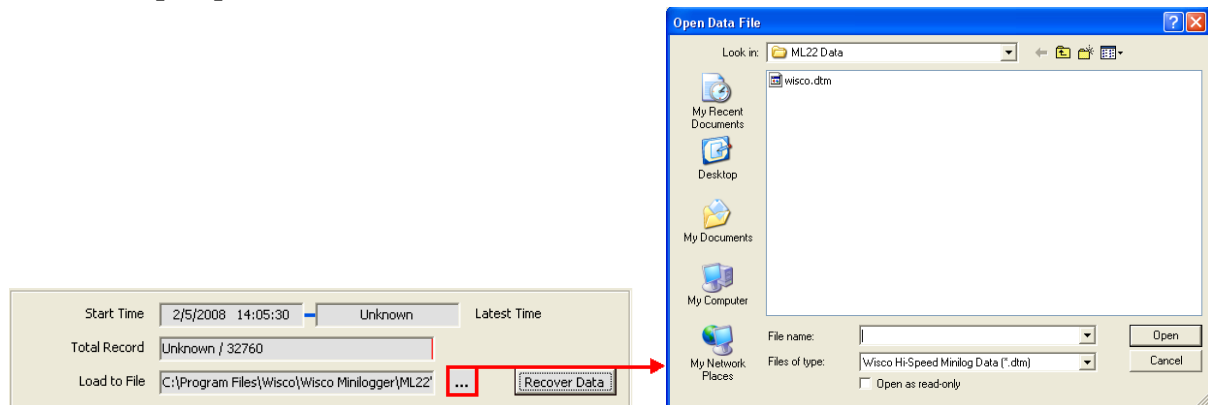 Start Time 2/5/2008 14:05:30 Unknown Latest Time
Total Record Unknown / 32760
Load to File C:\Program Files\Wisco\Wisco Minilogger\ML22' ... Recover Data
Open Data File
Look in: ML22 Data
wisco.dtm
My Recent
Documents
Desktop
My Documents
My Computer
My Network
Places
File name: Open
Files of type: Wisco Hi-Speed Minilog Data (*.dtm) Cancel
Open as read-only